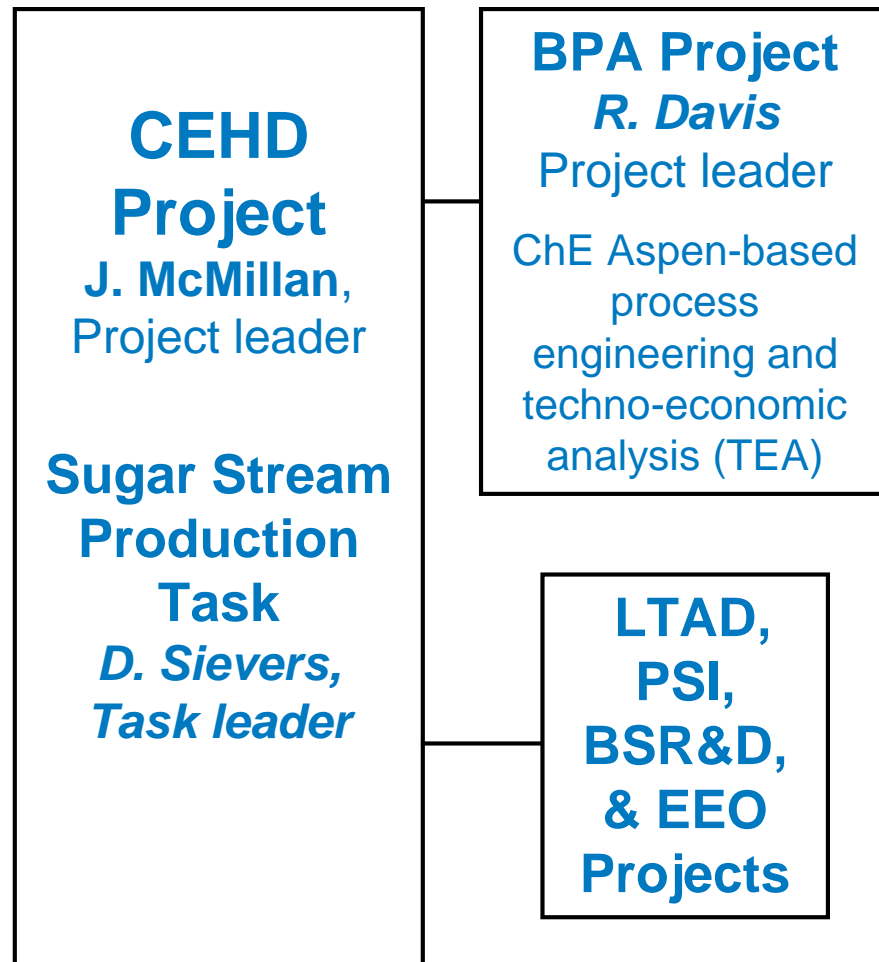 CEHD
Project
J. McMillan,
Project leader
Sugar Stream
Production
Task
D. Sievers,
Task leader
BPA Project
R. Davis
Project leader
ChE Aspen-based
process
engineering and
techno-economic
analysis (TEA)
LTAD,
PSI,
BSR&D,
& EEO
Projects